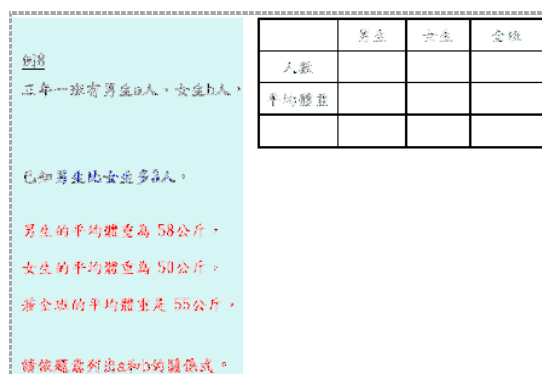 男生 女生 全班
人數
平均體重
例8
三年一班有男生a人、女生b人，
已知男生比女生多3人，
男生的平均體重為 58公斤，
女生的平均體重為 50公斤，
若全班的平均體重是 55公斤，
請依題意列出a和b的關係式。